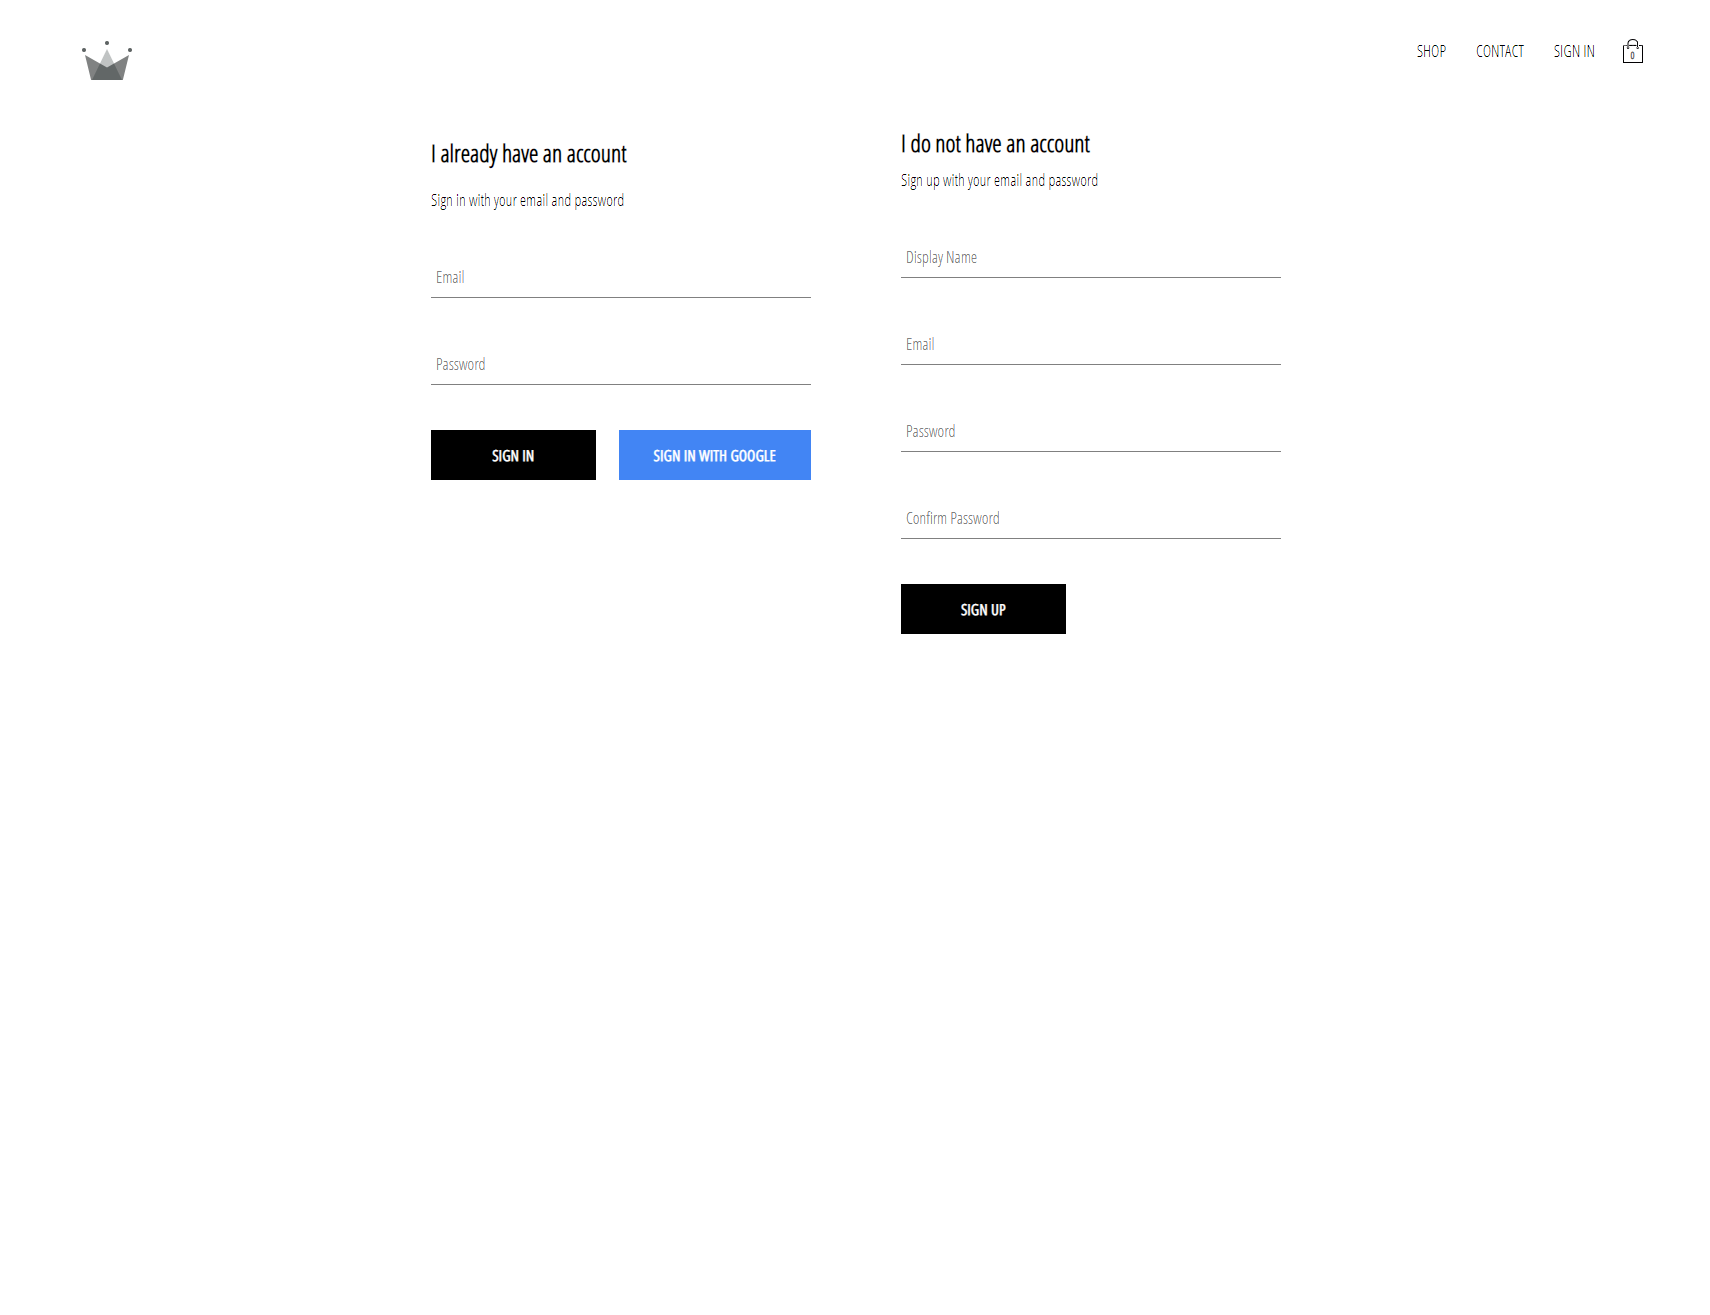 SHOP
CONTACT
SIGN IN
0
I already have an account
Sign in with your email and password
Email
Password
SIGN IN
SIGN IN WITH GOOGLE
I do not have an account
Sign up with your email and password
Display Name
Email
Password
Confirm Password
SIGN UP